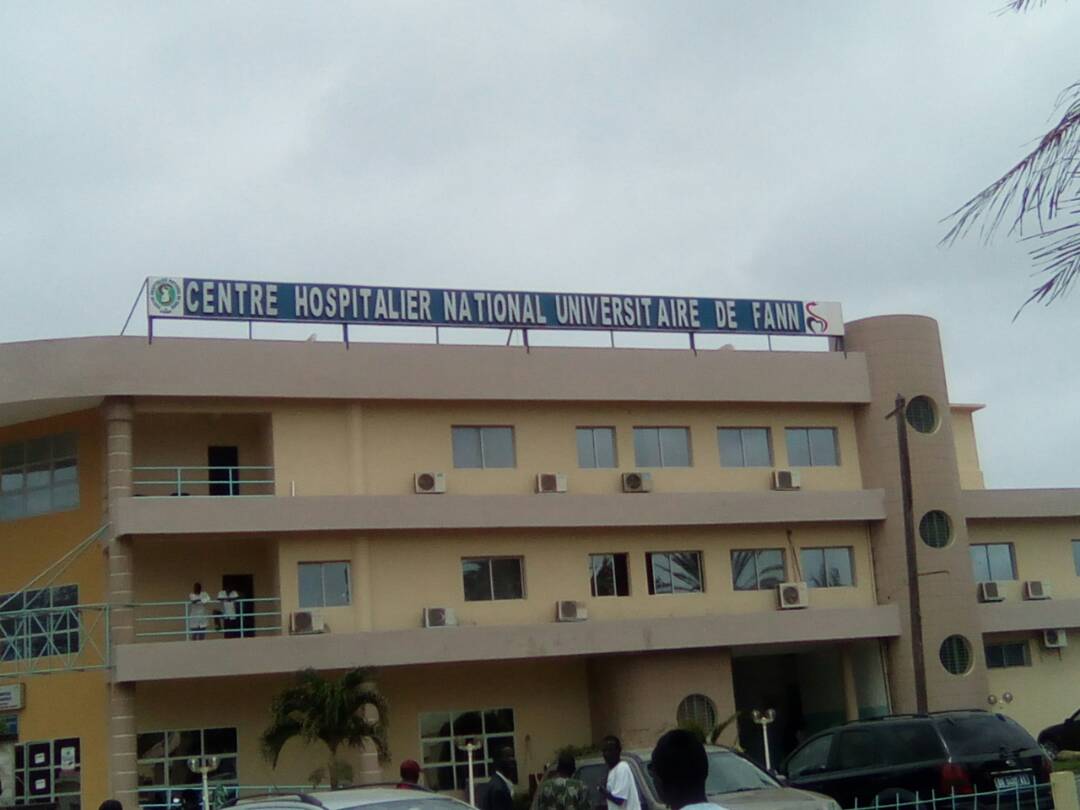 CENTRE HOSPITALIER NATIONAL UNIVERSITAIRE DE FANN